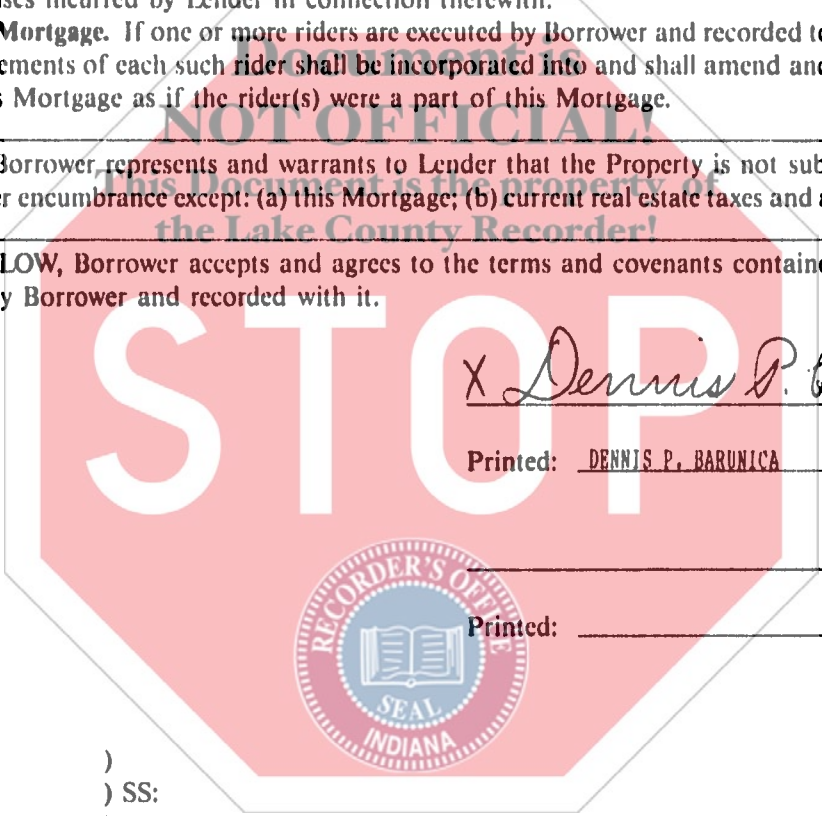 ses incurred by Lender in connection therewith.
Mortgage. If one or more riders are executed by Borrower and recorded t
ements of each such rider shall be incorporated into and shall amend an
s Mortgage as if the rider(s) were a part of this Mortgage.
Document is
NOT OFFICIAL!
Borrower represents and warrants to Lender that the Property is not sub
er encumbrance except: (a) this Mortgage; (b) current real estate taxes and a
This Document is the property of
the Lake County Recorder!
LOW, Borrower accepts and agrees to the terms and covenants contain
y Borrower and recorded with it.
STOP
X Dennis P.
Printed: DENNIS P. BARUNICA
Printed:
RECORDER'S OFFICE
SEAL
INDIANA
)
) SS: